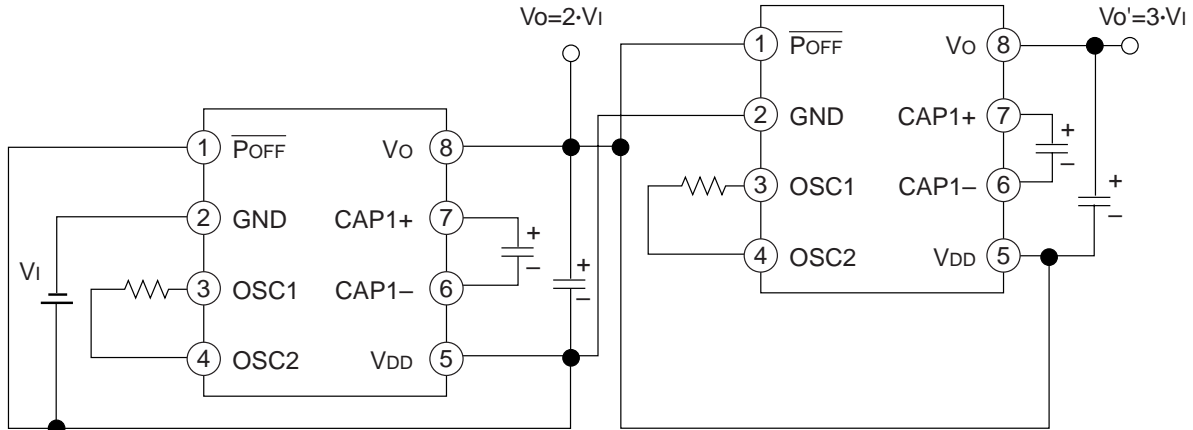 Vo=2·VI
Vo'=3·VI
1 POFF VO 8
2 GND CAP1+ 7
3 OSC1 CAP1– 6
4 OSC2 VDD 5
VI
+
–
+
–
1 POFF VO 8
2 GND CAP1+ 7
3 OSC1 CAP1– 6
4 OSC2 VDD 5
+
–
+
–